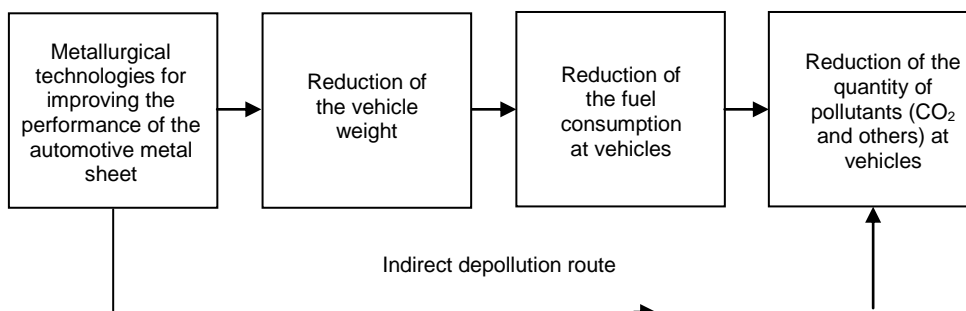 Metallurgical
technologies for
improving the
performance of the
automotive metal
sheet
Reduction of
the vehicle
weight
Reduction of
the fuel
consumption
at vehicles
Reduction of the
quantity of
pollutants (CO₂
and others) at
vehicles
Indirect depollution route